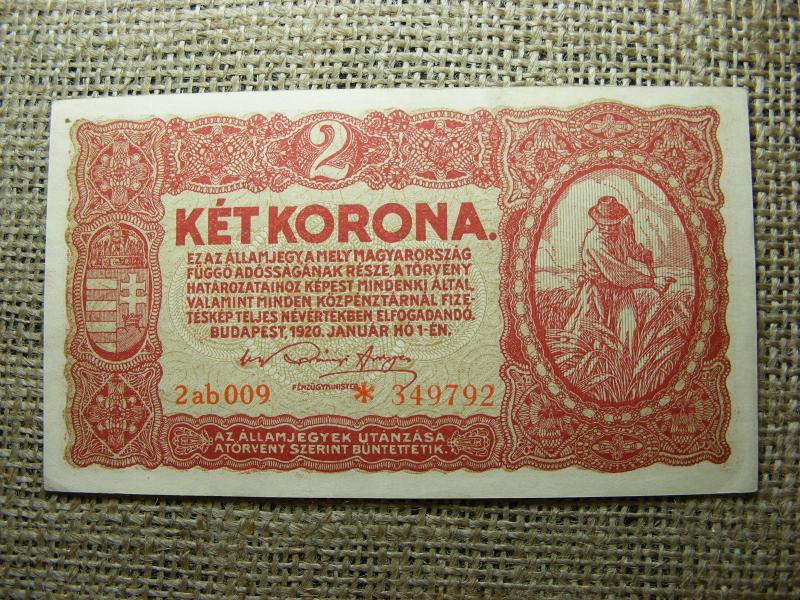 2
KÉT KORONA.
EZ AZ ÁLLAMJEGY, A MELY MAGYARORSZÁG
FÜGGŐ ADÓSSÁGÁNAK RÉSZE, A TÖRVÉNY
HATÁROZATAIHOZ KÉPEST MINDENKI ÁLTAL
VALAMINT MINDEN KÖZPÉNZTÁRNÁL FIZE-
TÉSKÉP TELJES NÉVÉRTÉKBEN ELFOGADANDÓ.
BUDAPEST, 1920. JANUÁR HÓ 1-ÉN.
PÉNZÜGYMINISTER
2ab009 * 349792
AZ ÁLLAMJEGYEK UTÁNZÁSA
A TÖRVÉNY SZERINT BÜNTETTETIK.